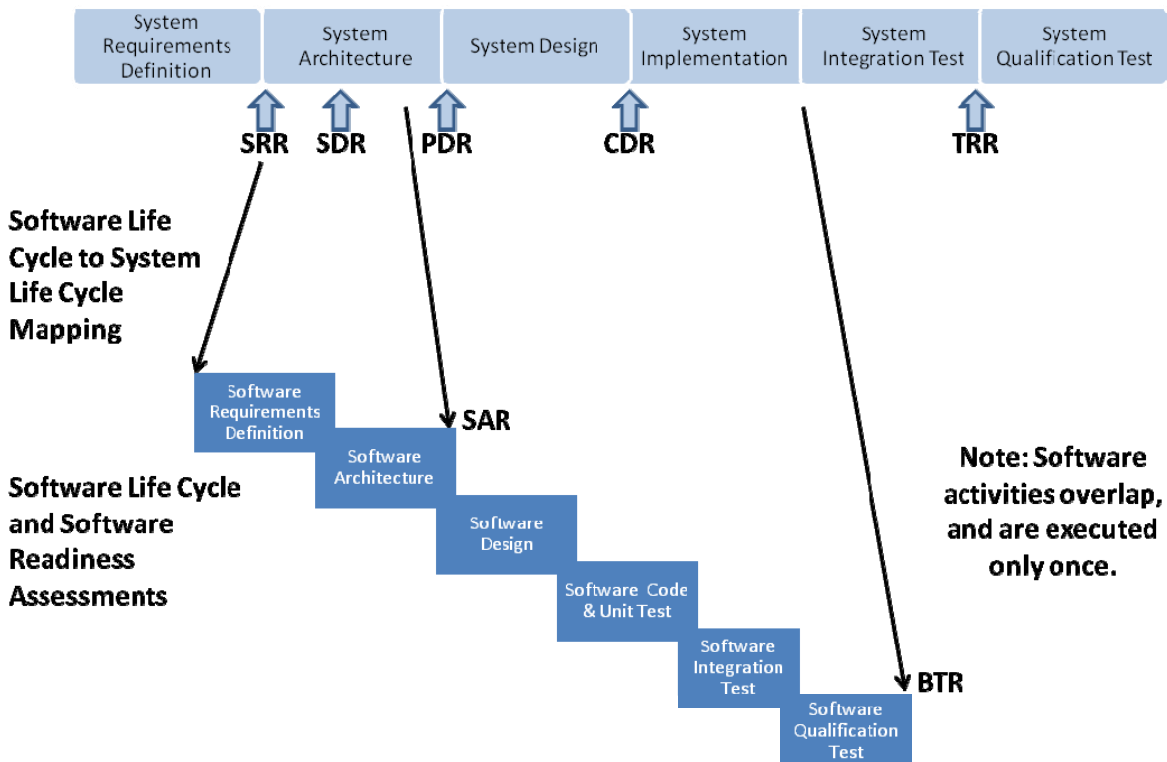 System
Requirements
Definition
System
Architecture
System Design
System
Implementation
System
Integration Test
System
Qualification Test
SRR
SDR
PDR
CDR
TRR
Software Life
Cycle to System
Life Cycle
Mapping
Software
Requirements
Definition
SAR
Software
Architecture
Software Life Cycle
and Software
Readiness
Assessments
Note: Software
activities overlap,
and are executed
only once.
Software
Design
Software Code
& Unit Test
Software
Integration
Test
BTR
Software
Qualification
Test